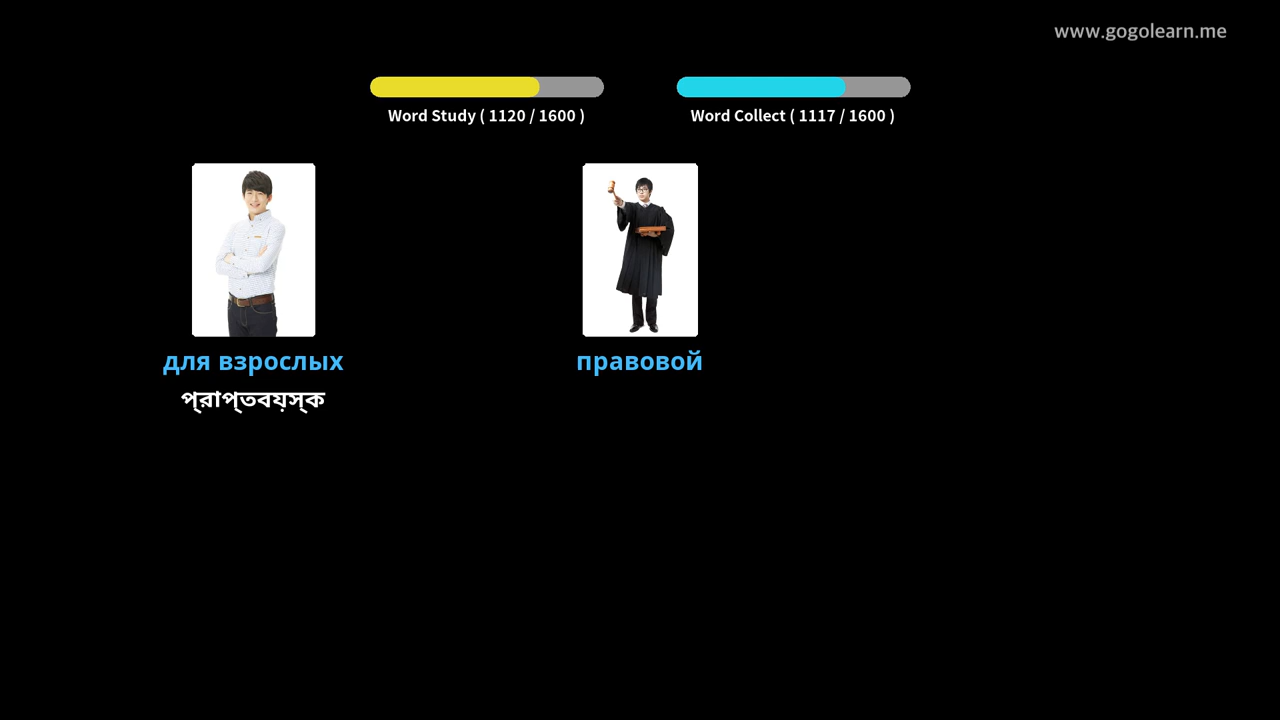 www.gogolearn.me
Word Study ( 1120 / 1600 )
Word Collect ( 1117 / 1600 )
для взрослых
правовой
প্রাপ্তবয়স্ক